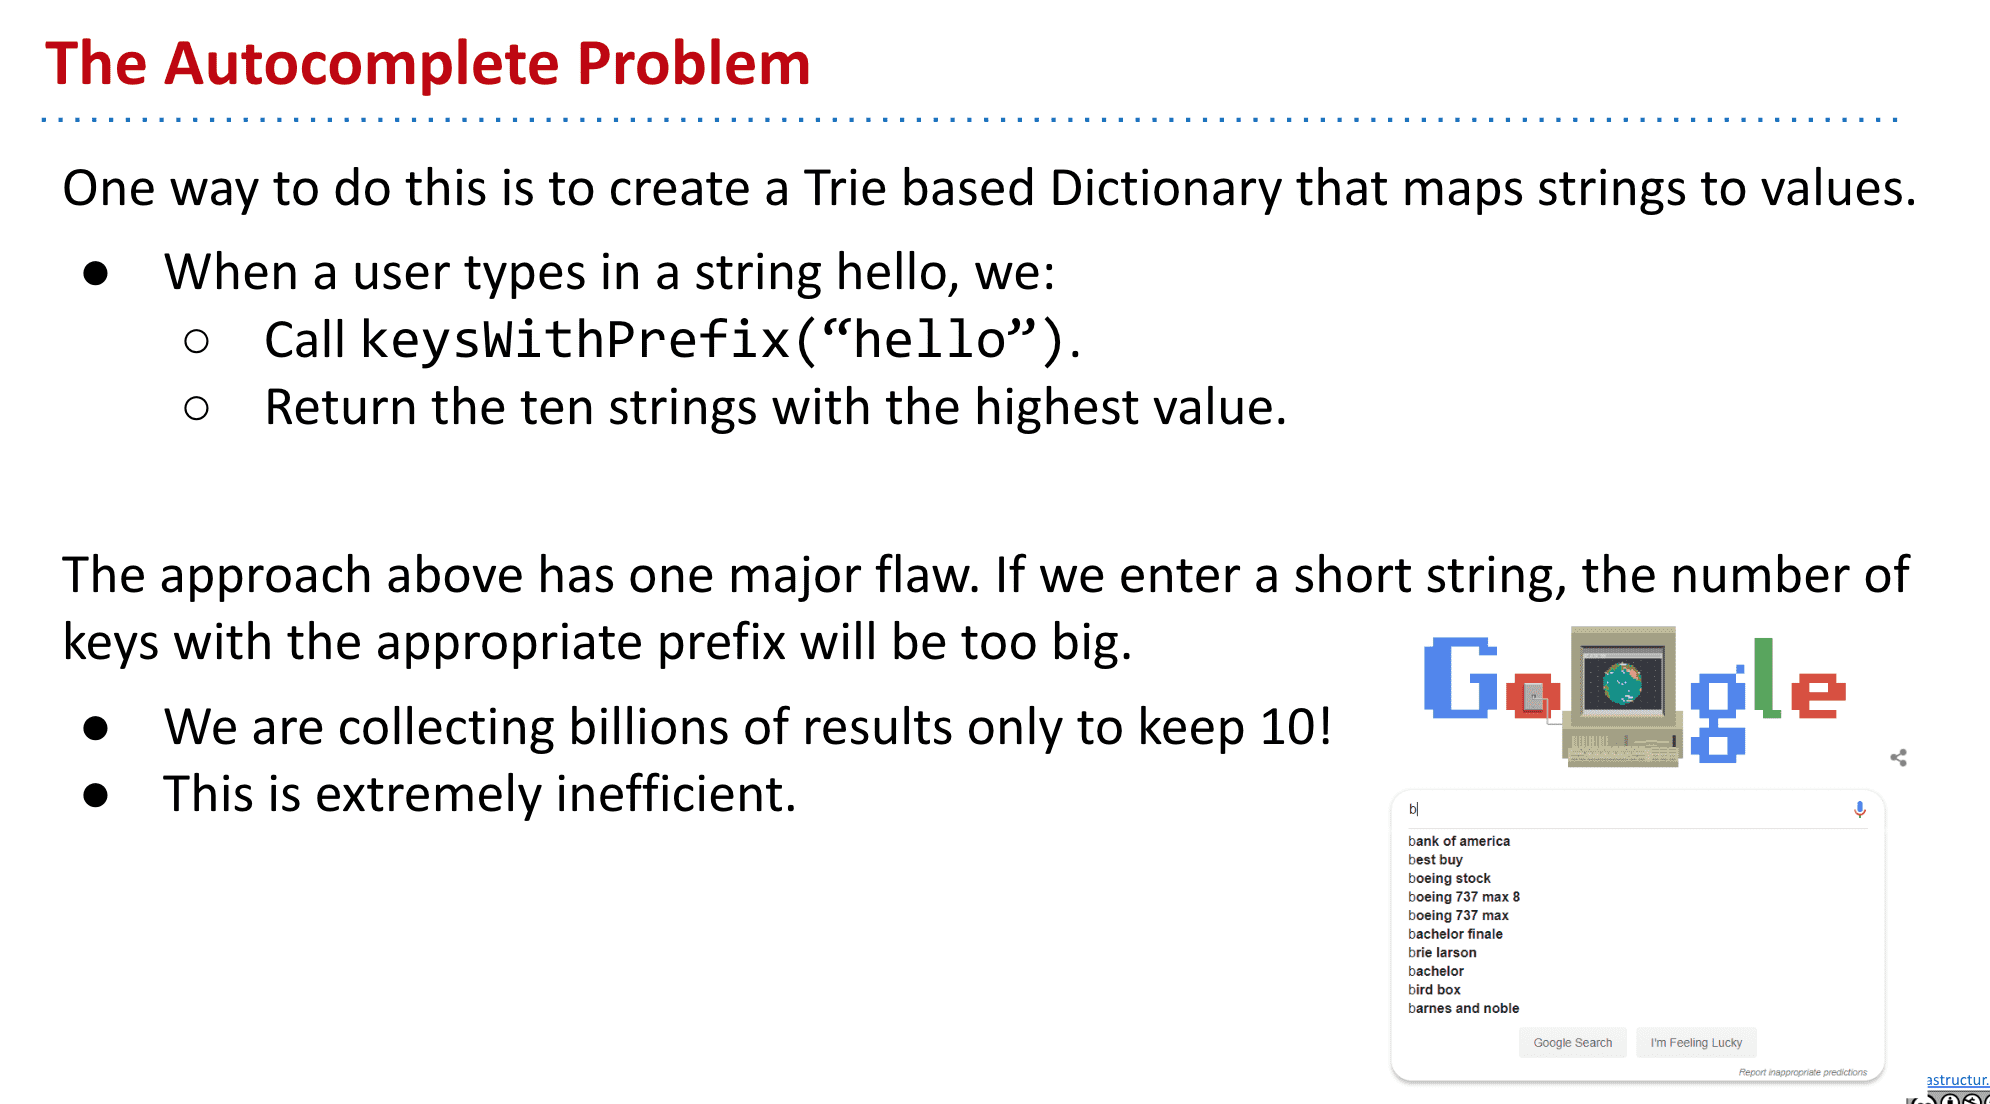 The Autocomplete Problem
One way to do this is to create a Trie based Dictionary that maps strings to values.
● When a user types in a string hello, we:
○ Call keysWithPrefix(“hello”).
○ Return the ten strings with the highest value.
The approach above has one major flaw. If we enter a short string, the number of
keys with the appropriate prefix will be too big.
● We are collecting billions of results only to keep 10!
● This is extremely inefficient.
Google
b
bank of america
best buy
boeing stock
boeing 737 max 8
boeing 737 max
bachelor finale
brie larson
bachelor
bird box
barnes and noble
Google Search I'm Feeling Lucky
Report inappropriate predictions
astructur.